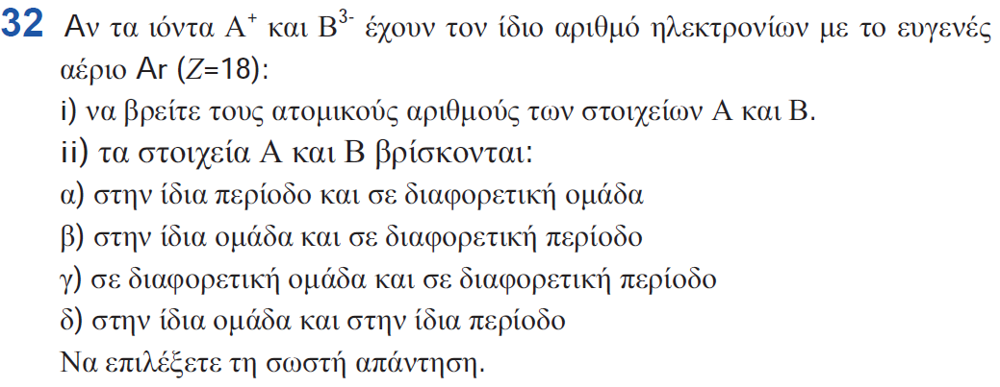 32 Αν τα ιόντα Α⁺ και Β³⁻ έχουν τον ίδιο αριθμό ηλεκτρονίων με το ευγενές
αέριο Ar (Z=18):
i) να βρείτε τους ατομικούς αριθμούς των στοιχείων Α και Β.
ii) τα στοιχεία Α και Β βρίσκονται:
α) στην ίδια περίοδο και σε διαφορετική ομάδα
β) στην ίδια ομάδα και σε διαφορετική περίοδο
γ) σε διαφορετική ομάδα και σε διαφορετική περίοδο
δ) στην ίδια ομάδα και στην ίδια περίοδο
Να επιλέξετε τη σωστή απάντηση.